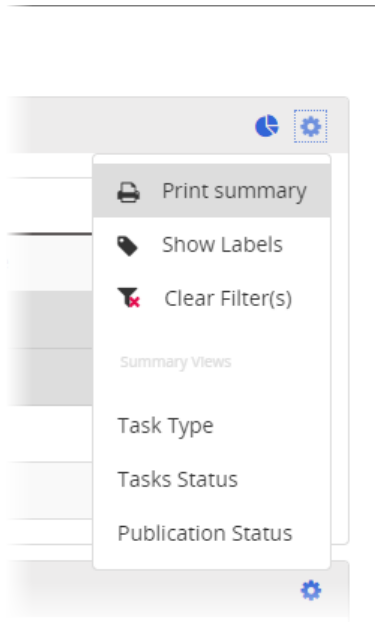 Print summary
Show Labels
Clear Filter(s)
Summary Views
Task Type
Tasks Status
Publication Status